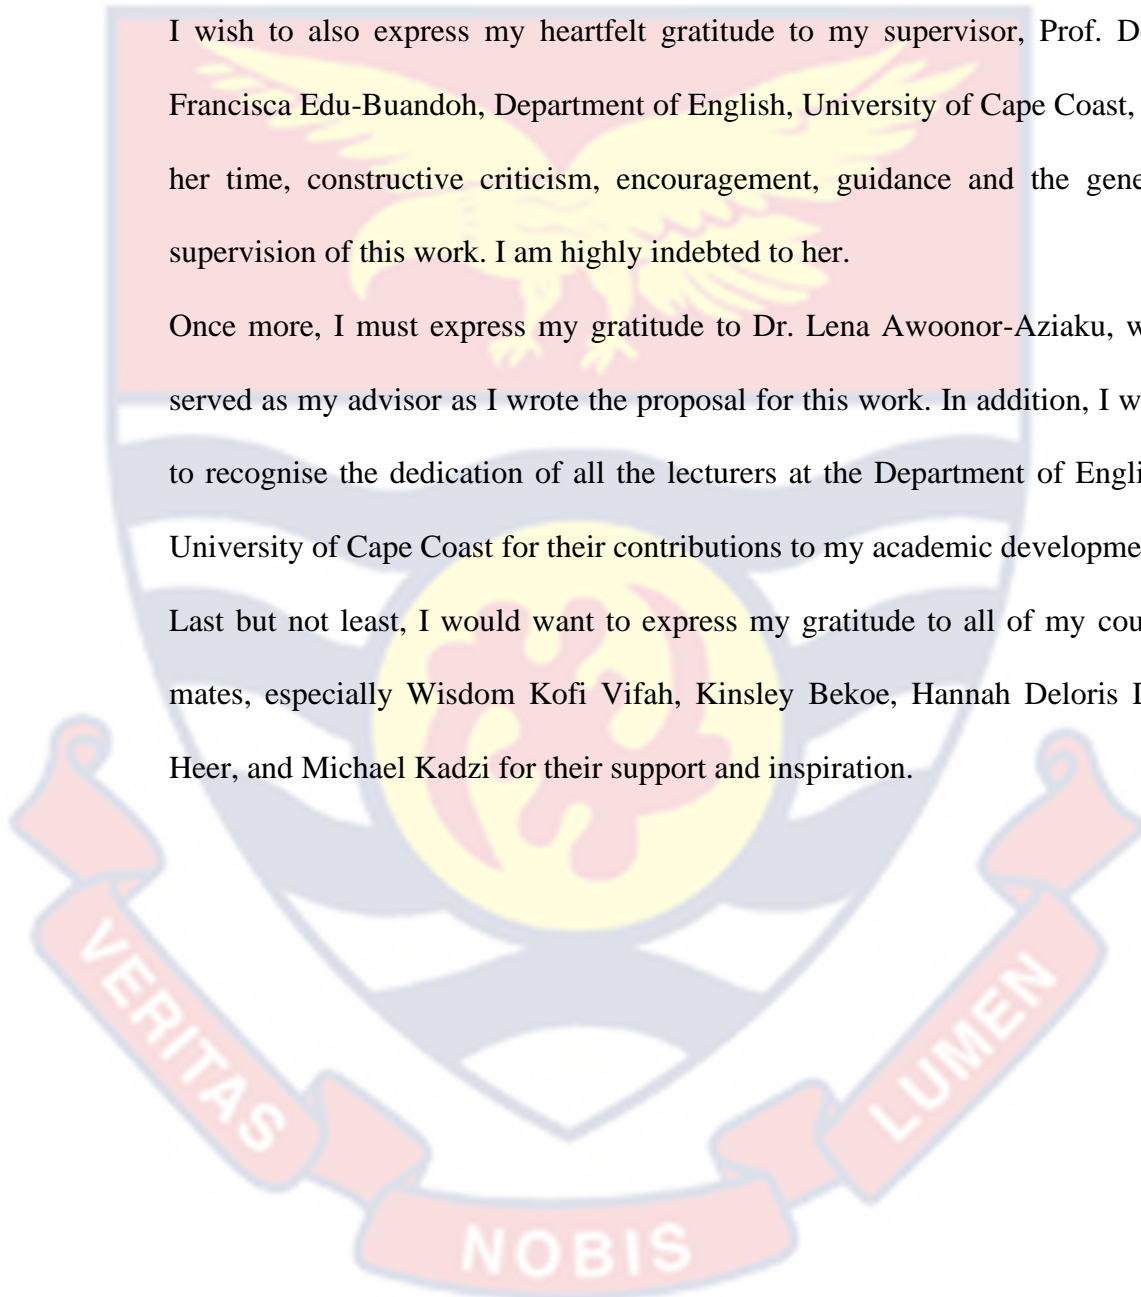 I wish to also express my heartfelt gratitude to my supervisor, Prof.
Francisca Edu-Buandoh, Department of English, University of Cape Coast,
her time, constructive criticism, encouragement, guidance and the
supervision of this work. I am highly indebted to her.
Once more, I must express my gratitude to Dr. Lena Awoonor-Aziaku,
served as my advisor as I wrote the proposal for this work. In addition, I
to recognise the dedication of all the lecturers at the Department of
University of Cape Coast for their contributions to my academic
Last but not least, I would want to express my gratitude to all of my
mates, especially Wisdom Kofi Vifah, Kinsley Bekoe, Hannah Deloris
Heer, and Michael Kadzi for their support and inspiration.
VERITAS
NOBIS
LUMEN